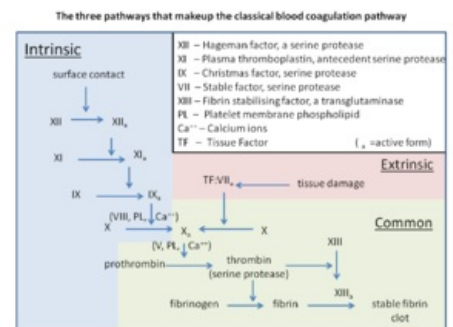 The three pathways that makeup the classical blood coagulation pathway
Intrinsic
surface contact
XII
XIIa
XI
XIa
IX
IXa
(VIII, PL, Ca⁺⁺)
X
Xa
X
XII – Hageman factor, a serine protease
XI – Plasma thromboplastin, antecedent serine protease
IX – Christmas factor, serine protease
VII – Stable factor, serine protease
XIII – Fibrin stabilising factor, a transglutaminase
PL – Platelet membrane phospholipid
Ca⁺⁺ – Calcium ions
TF – Tissue Factor
(a =active form)
Extrinsic
TF:VIIa
tissue damage
Common
(V, PL, Ca⁺⁺)
prothrombin
thrombin
(serine protease)
XIII
XIIIa
fibrinogen
fibrin
stable fibrin
clot